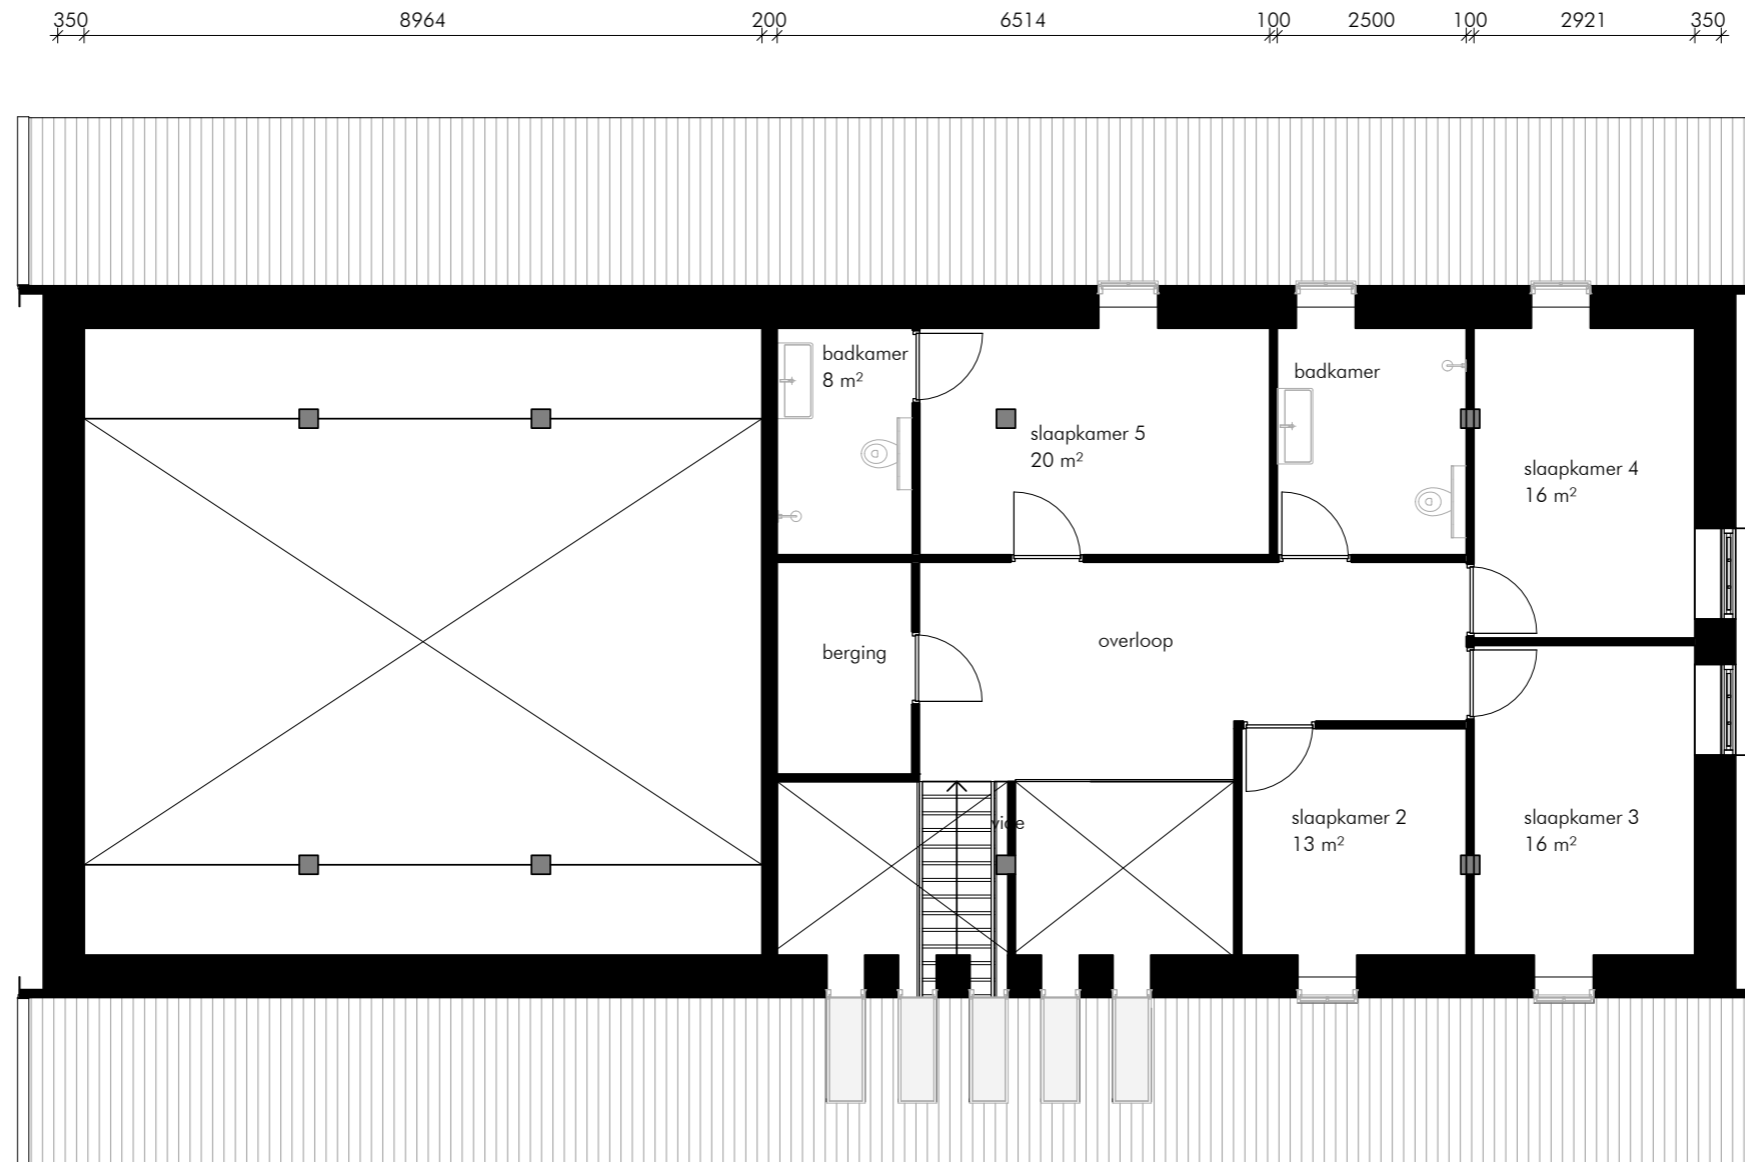 350 8964 200 6514 100 2500 100 2921 350
badkamer
8 m²
badkamer
slaapkamer 5
20 m²
slaapkamer 4
16 m²
berging
overloop
vide
slaapkamer 2
13 m²
slaapkamer 3
16 m²